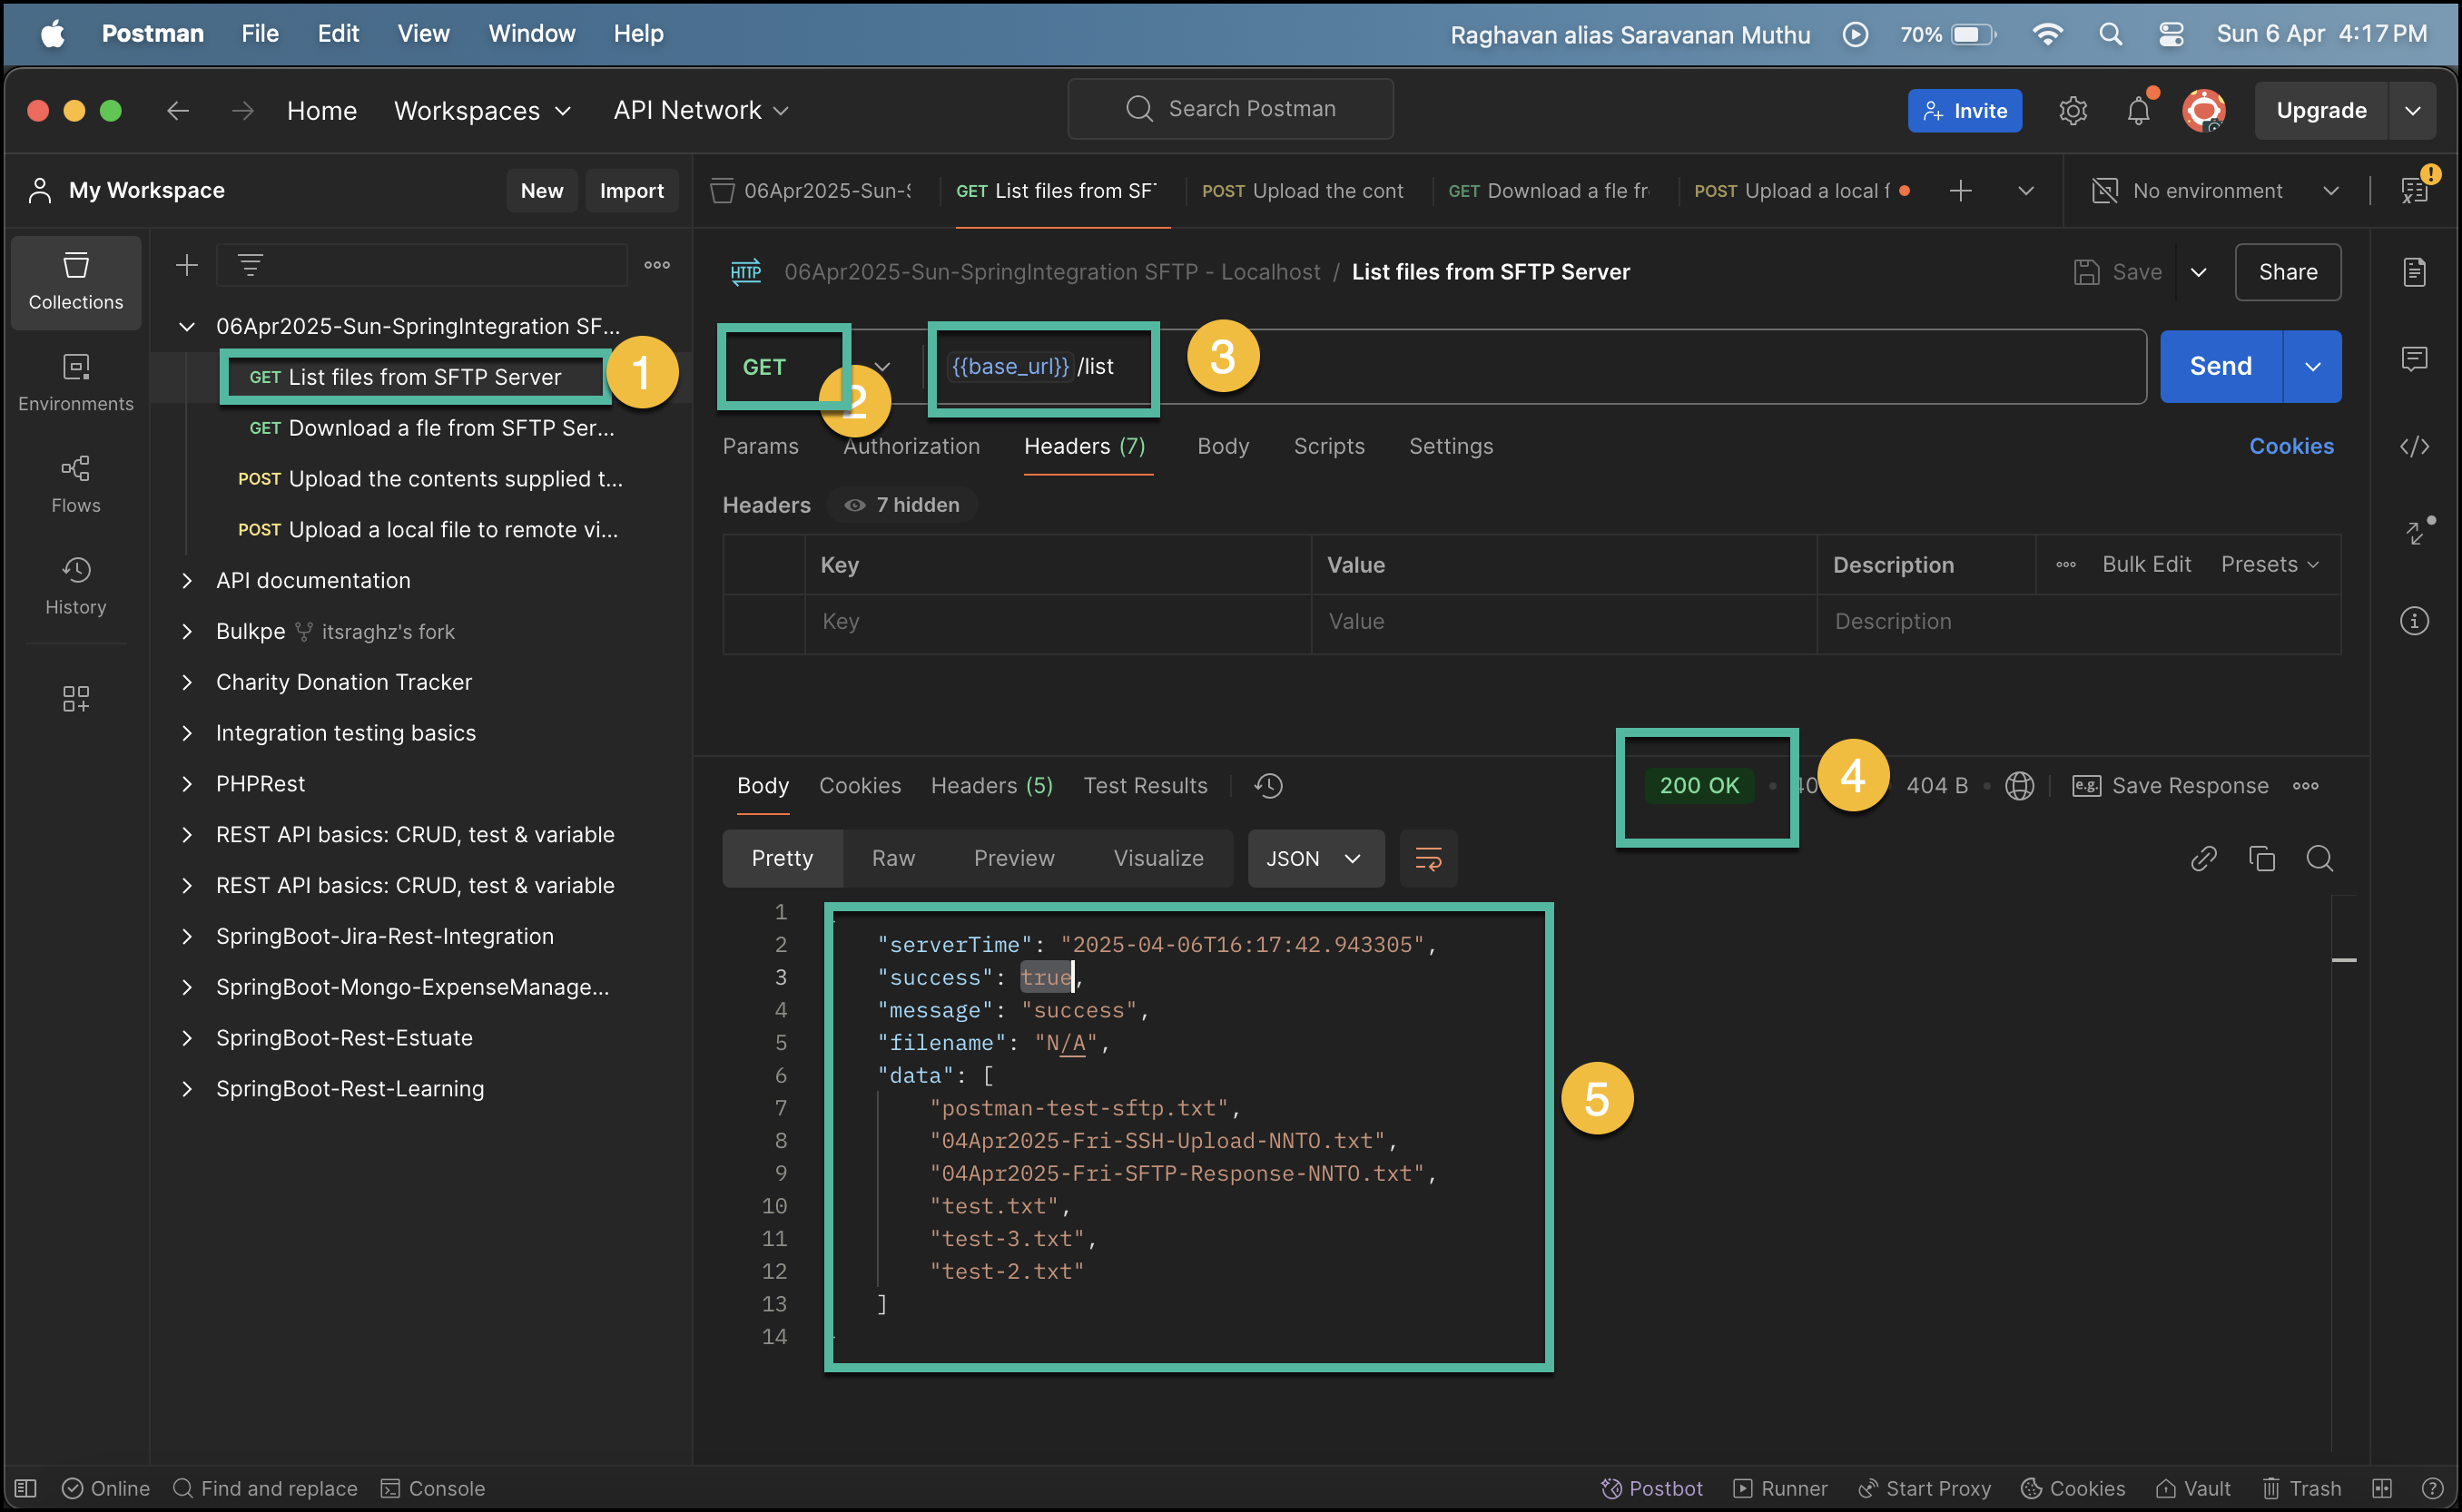 Postman File Edit View Window Help Raghavan alias Saravanan Muthu 70% Sun 6 Apr 4:17 PM
Home Workspaces API Network Search Postman Invite Upgrade
My Workspace New Import
06Apr2025-Sun-S GET List files from SFT POST Upload the cont GET Download a fle fr POST Upload a local f No environment
Collections
Environments
Flows
History
06Apr2025-Sun-SpringIntegration SF...
GET List files from SFTP Server 1
GET Download a fle from SFTP Ser...
POST Upload the contents supplied t...
POST Upload a local file to remote vi...
API documentation
Bulkpe itsraghz's fork
Charity Donation Tracker
Integration testing basics
PHPRest
REST API basics: CRUD, test & variable
REST API basics: CRUD, test & variable
SpringBoot-Jira-Rest-Integration
SpringBoot-Mongo-ExpenseManage...
SpringBoot-Rest-Estuate
SpringBoot-Rest-Learning
HTTP 06Apr2025-Sun-SpringIntegration SFTP - Localhost / List files from SFTP Server Save Share
GET 2 {{base_url}}/list 3 Send
Params Authorization Headers (7) Body Scripts Settings Cookies
Headers 7 hidden
Key Value Description Bulk Edit Presets
Key Value Description
Body Cookies Headers (5) Test Results 200 OK 4 404 B e.g. Save Response
Pretty Raw Preview Visualize JSON
1
2 "serverTime": "2025-04-06T16:17:42.943305",
3 "success": true,
4 "message": "success",
5 "filename": "N/A",
6 "data": [
7 "postman-test-sftp.txt",
8 "04Apr2025-Fri-SSH-Upload-NNTO.txt",
9 "04Apr2025-Fri-SFTP-Response-NNTO.txt",
10 "test.txt",
11 "test-3.txt",
12 "test-2.txt"
13 ]
14
5
Online Find and replace Console Postbot Runner Start Proxy Cookies Vault Trash